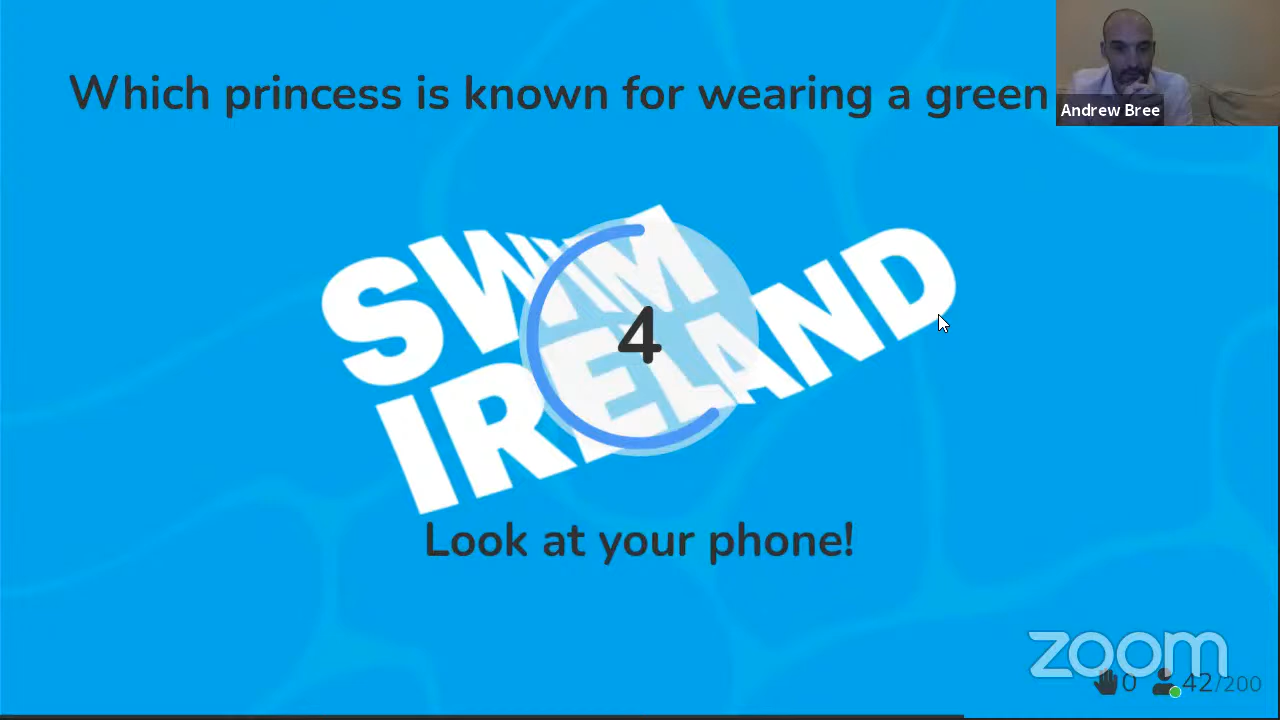 Which princess is known for wearing a green
Andrew Bree
SWIM
IRELAND
4
Look at your phone!
zoom
0
42/200